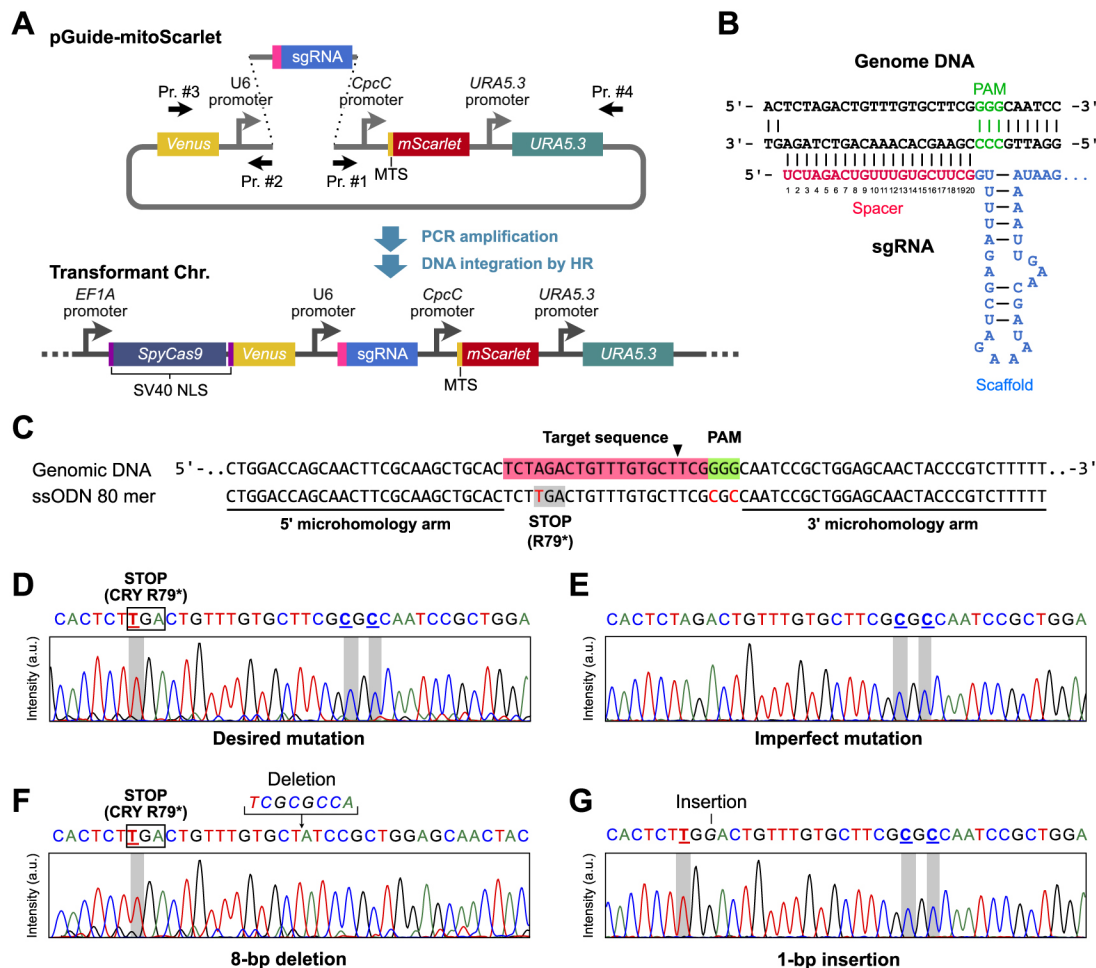 A
pGuide-mitoScarlet
sgRNA
Pr. #3
U6
promoter
CpcC
promoter
URA5.3
promoter
Pr. #4
Venus
mScarlet
URA5.3
Pr. #2
Pr. #1
MTS
PCR amplification
DNA integration by HR
Transformant Chr.
EF1A
promoter
U6
promoter
CpcC
promoter
URA5.3
promoter
SpyCas9
Venus
sgRNA
mScarlet
URA5.3
SV40 NLS
MTS
B
Genome DNA
PAM
5'- ACTCTAGACTGTTTGTGCTTCGGGGCAATCC -3'
3'- TGAGATCTGACAAACACGAAGCCCCGTTAGG -5'
5'- UCUAGACUGUUUGUGCUUCGGU AUAAG...
1 2 3 4 5 6 7 8 9 10 11 12 13 14 15 16 17 18 19 20
Spacer
sgRNA
U A
U A
U A
A U
G U
A G A
G A
C C G
U G A
A U
G A A U
A A A
Scaffold
C
Target sequence PAM
Genomic DNA 5'-..CTGGACCAGCAACTTCGCAAGCTGCACTCTAGACTGTTTGTGCTTCGGGGCAATCCGCTGGAGCAACTACCCGTCTTTTT..-3'
ssODN 80 mer CTGGACCAGCAACTTCGCAAGCTGCACTCTTGACTGTTTGTGCTTCGCGCCAATCCGCTGGAGCAACTACCCGTCTTTTT
5' microhomology arm
STOP
(R79*)
3' microhomology arm
D
STOP
(CRY R79*)
CACTCTTGACTGTTTGTGCTTCGCGCCAATCCGCTGGA
Intensity (a.u.)
Desired mutation
E
CACTCTAGACTGTTTGTGCTTCGCGCCAATCCGCTGGA
Intensity (a.u.)
Imperfect mutation
F
STOP
(CRY R79*)
Deletion
TCGCGCCA
CACTCTTGACTGTTTGTGCTATCCGCTGGAGCAACTAC
Intensity (a.u.)
8-bp deletion
G
Insertion
CACTCTTGGACTGTTTGTGCTTCGCGCCAATCCGCTGGA
Intensity (a.u.)
1-bp insertion